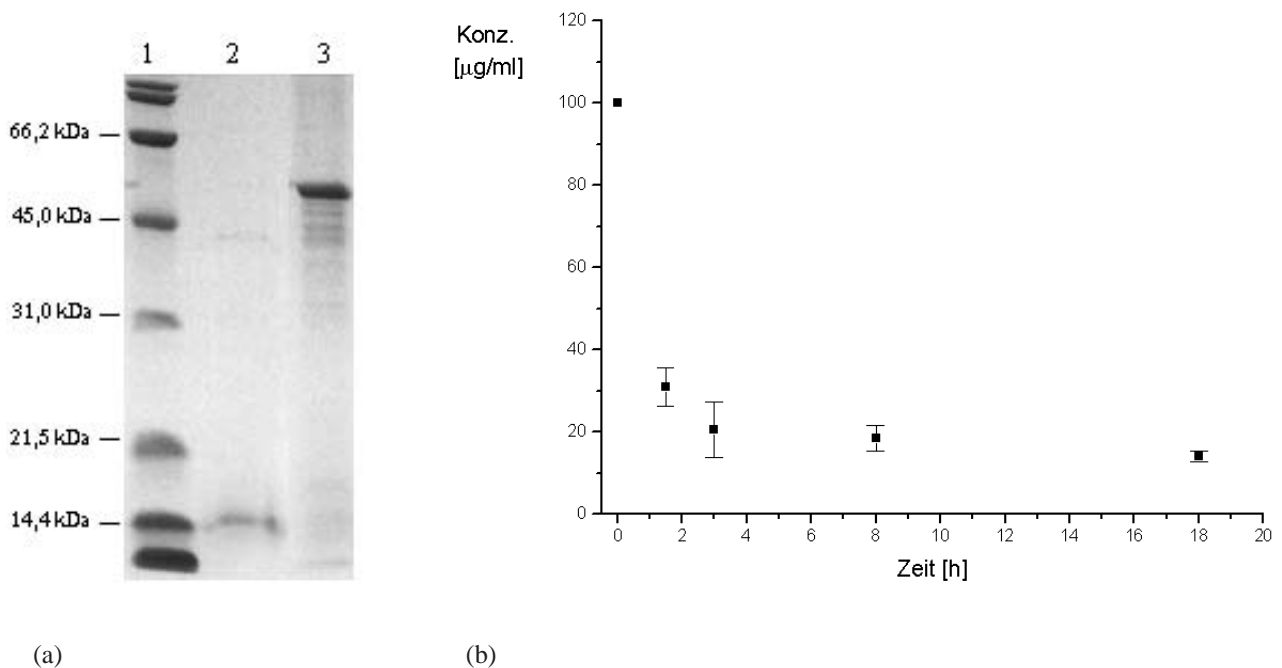 1 2 3
66,2 kDa
45,0 kDa
31,0 kDa
21,5 kDa
14,4 kDa
(a)
Konz.
[µg/ml]
120
100
80
60
40
20
0
0 2 4 6 8 10 12 14 16 18 20
Zeit [h]
(b)